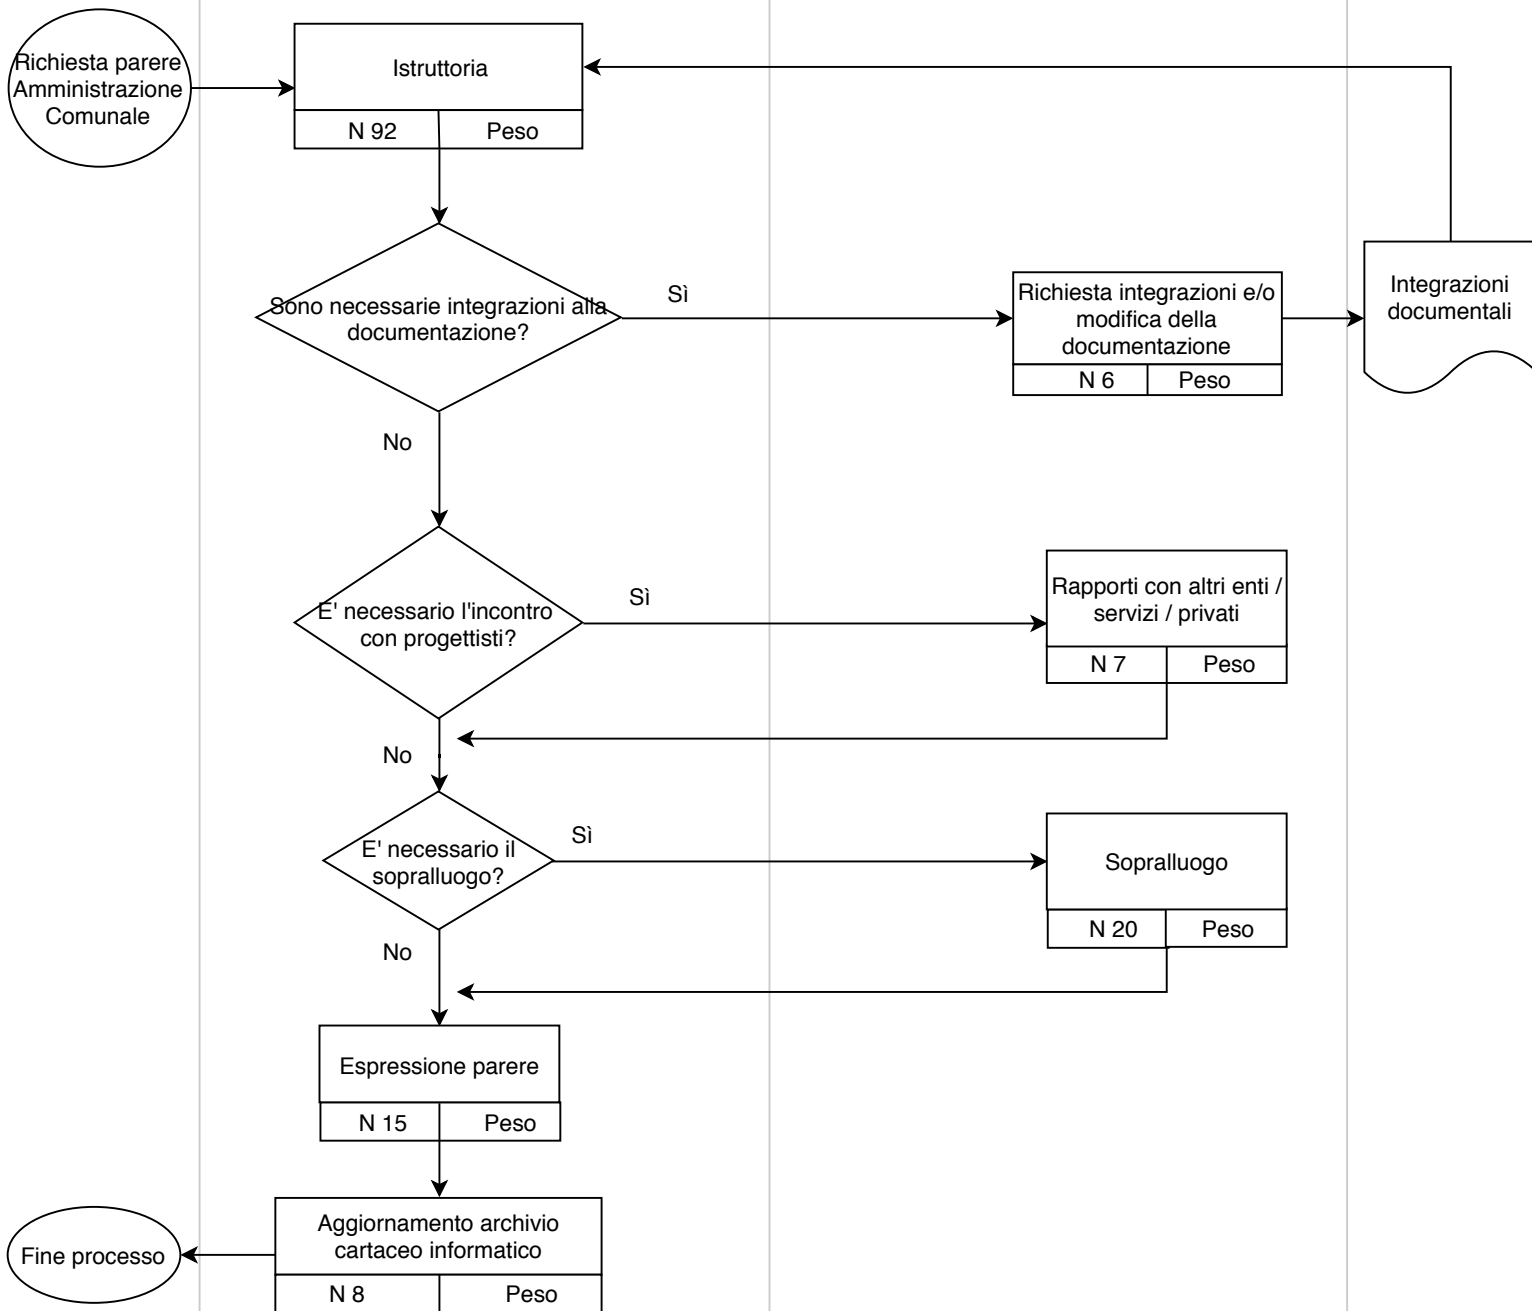 Richiesta parere
Amministrazione
Comunale
Istruttoria
N 92
Peso
Sono necessarie integrazioni alla
documentazione?
Sì
Richiesta integrazioni e/o
modifica della
documentazione
N 6
Peso
Integrazioni
documentali
No
E' necessario l'incontro
con progettisti?
Sì
Rapporti con altri enti /
servizi / privati
N 7
Peso
No
E' necessario il
sopralluogo?
Sì
Sopralluogo
N 20
Peso
No
Espressione parere
N 15
Peso
Aggiornamento archivio
cartaceo informatico
N 8
Peso
Fine processo